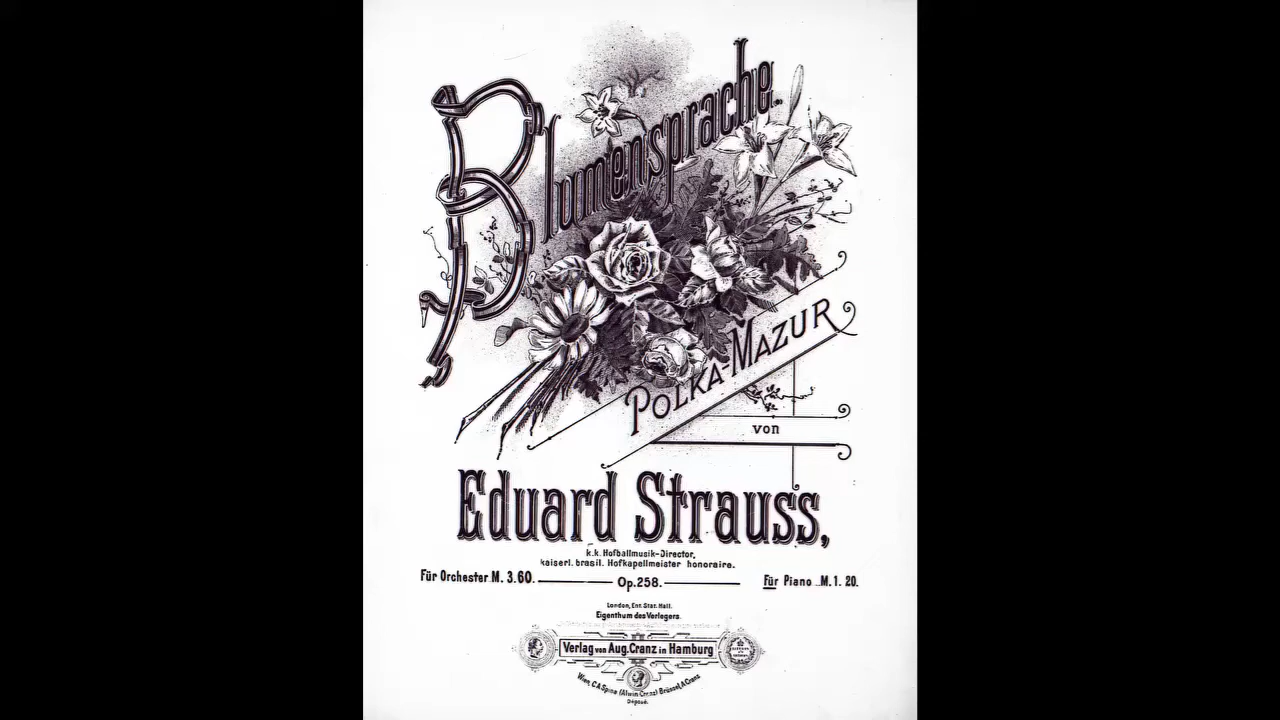 Blumensprache.
POLKA-MAZUR
von
Eduard Strauss,
k.k. Hofballmusik-Director,
kaiserl. brasil. Hofkapellmeister honoraire.
Für Orchester M. 3.60. Op. 258. Für Piano M. 1. 20.
London, Ent. Stat. Hall.
Eigenthum des Verlegers.
Verlag von Aug. Cranz in Hamburg
Wien, C.A. Spina (Alwin Cranz) Brüssel, A. Cranz
Déposé.